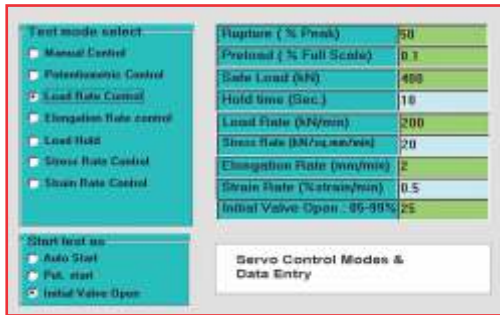 Test mode select
Manual Control
Potentiometric Control
Load Rate Control
Elongation Rate control
Load Hold
Stress Rate Control
Strain Rate Control
Start test as
Auto Start
Pot. start
Initial Valve Open
Rupture ( % Peak) 50
Preload ( % Full Scale) 0.1
Safe Load (kN) 400
Hold time (Sec.) 10
Load Rate (kN/min) 200
Stress Rate (kN/sq.mm/min) 20
Elongation Rate (mm/min) 2
Strain Rate (%strain/min) 0.5
Initial Valve Open : 05-99% 25
Servo Control Modes &
Data Entry